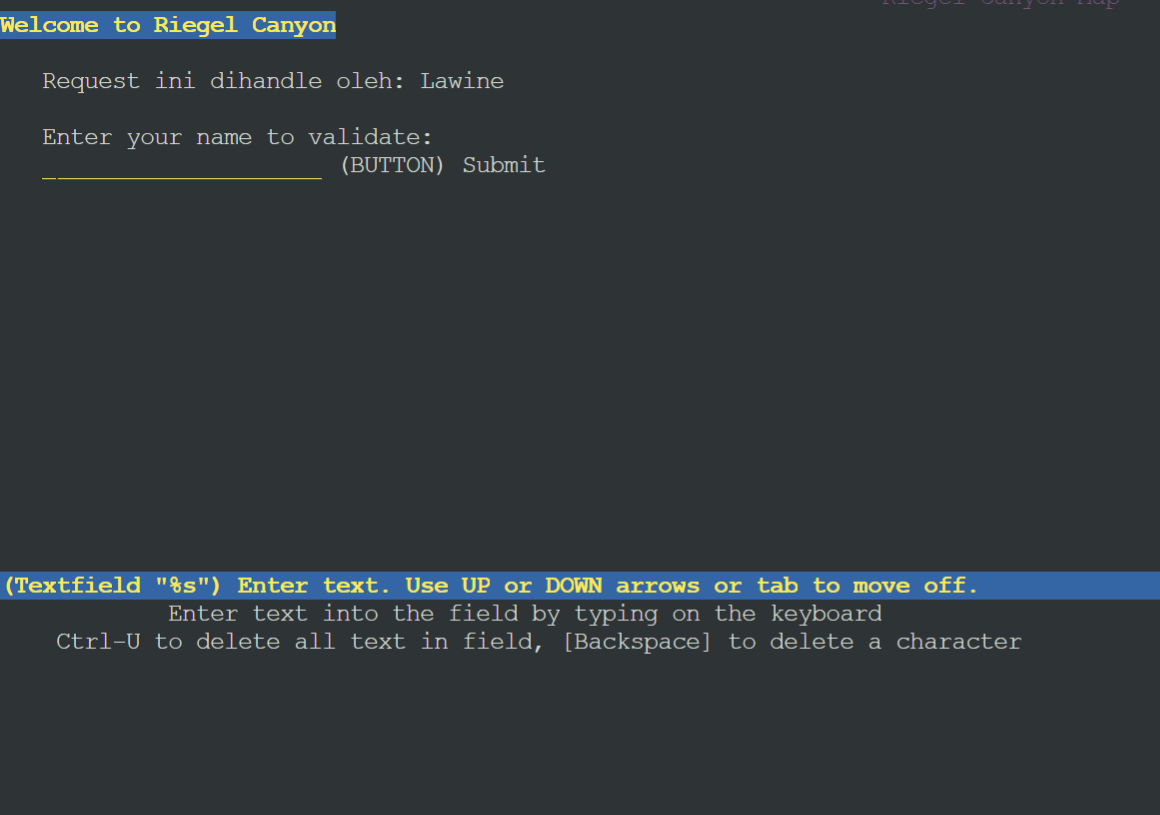 Riegel Canyon Map
Welcome to Riegel Canyon
Request ini dihandle oleh: Lawine
Enter your name to validate:
____________________ (BUTTON) Submit
(Textfield "%s") Enter text. Use UP or DOWN arrows or tab to move off.
Enter text into the field by typing on the keyboard
Ctrl-U to delete all text in field, [Backspace] to delete a character